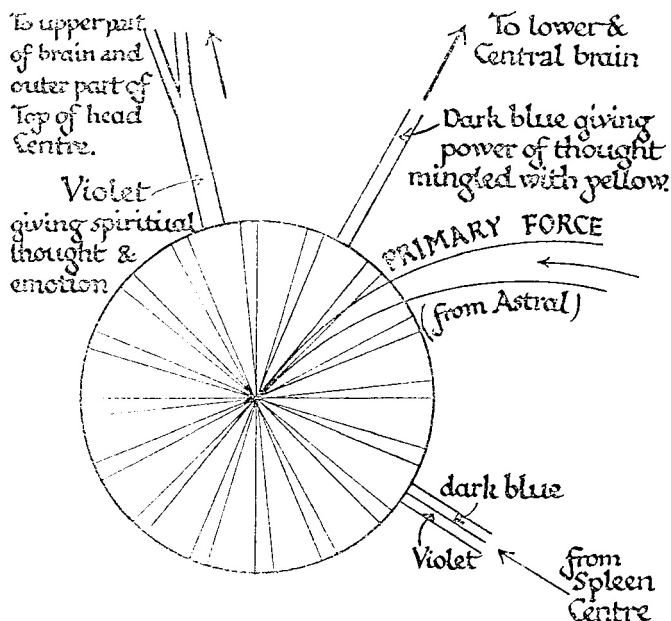 To upper part
of brain and
outer part of
Top of head
Centre.
Violet
giving spiritual
thought &
emotion
To lower &
Central brain
Dark blue giving
power of thought
mingled with yellow.
PRIMARY FORCE
(from Astral)
dark blue
Violet
from
Spleen
Centre